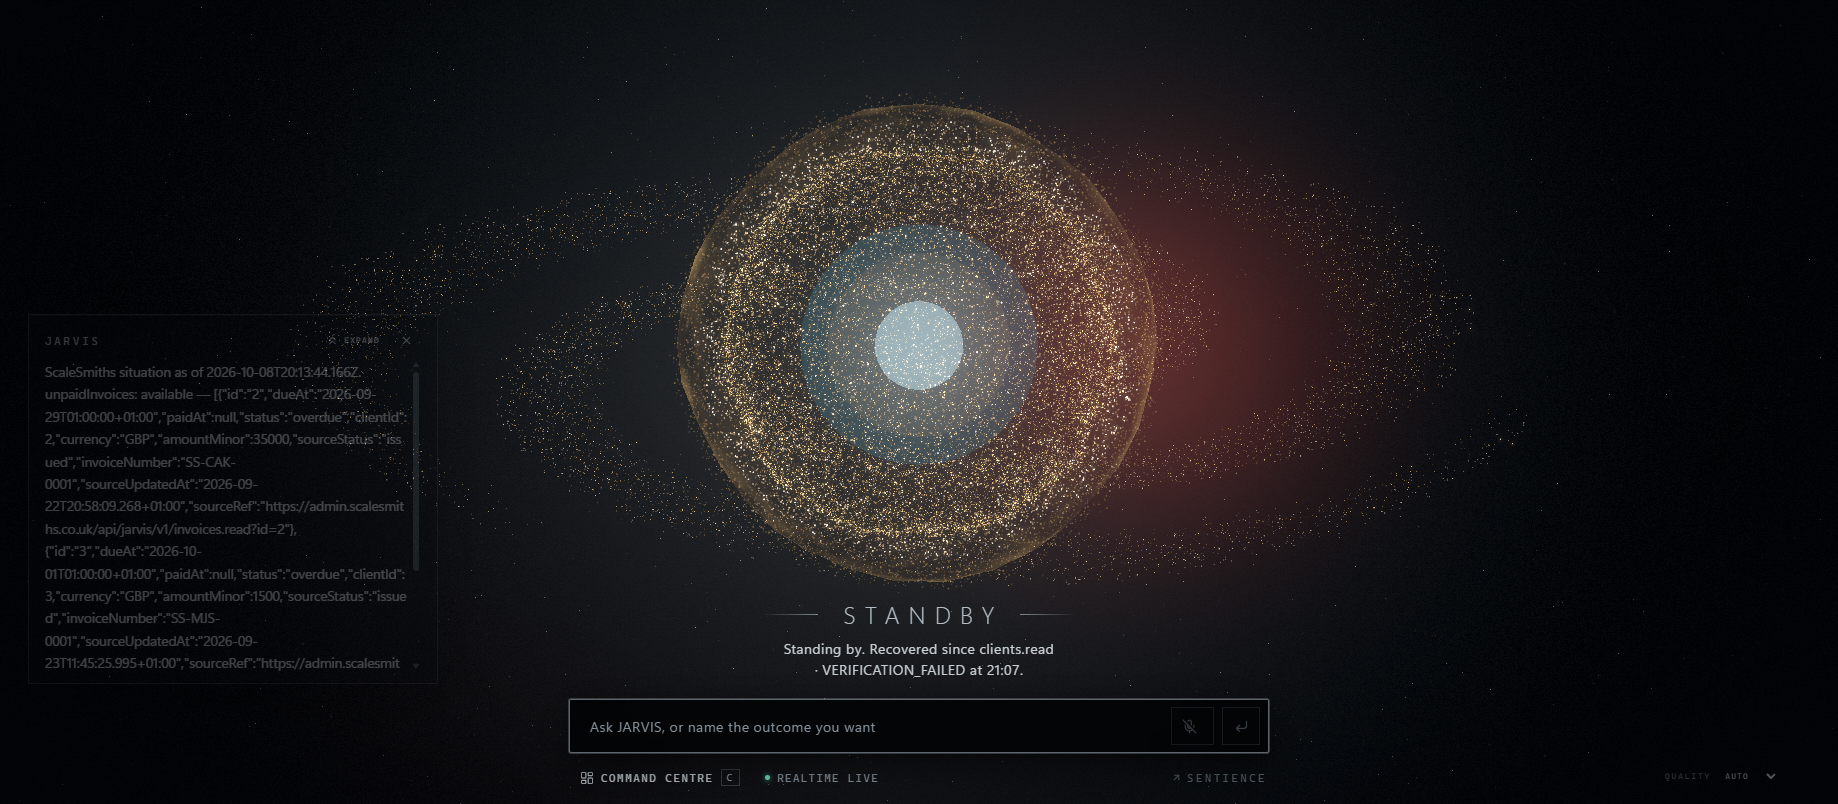 JARVIS
EXPAND
ScaleSmiths situation as of 2026-10-08T20:13:44.166Z.
unpaidInvoices: available — [{"id":"2","dueAt":"2026-09-
29T01:00:00+01:00","paidAt":null,"status":"overdue","clientId":
2,"currency":"GBP","amountMinor":35000,"sourceStatus":"iss
ued","invoiceNumber":"SS-CAK-
0001","sourceUpdatedAt":"2026-09-
22T20:58:09.268+01:00","sourceRef":"https://admin.scalesmit
hs.co.uk/api/jarvis/v1/invoices.read?id=2"},
{"id":"3","dueAt":"2026-10-
01T01:00:00+01:00","paidAt":null,"status":"overdue","clientId":
3,"currency":"GBP","amountMinor":1500,"sourceStatus":"issue
d","invoiceNumber":"SS-MJS-
0001","sourceUpdatedAt":"2026-09-
23T11:45:25.995+01:00","sourceRef":"https://admin.scalesmit
STANDBY
Standing by. Recovered since clients.read
· VERIFICATION_FAILED at 21:07.
Ask JARVIS, or name the outcome you want
COMMAND CENTRE C
REALTIME LIVE
SENTIENCE
QUALITY AUTO